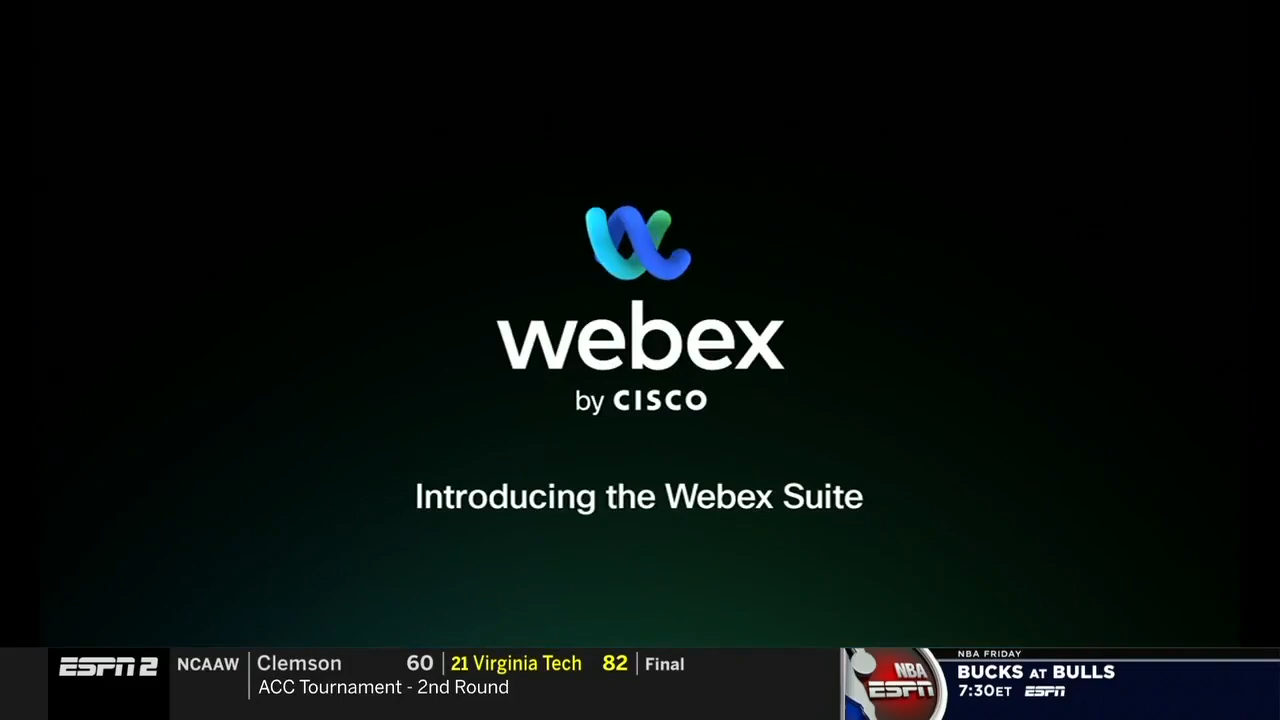 webex
by CISCO
Introducing the Webex Suite
ESPN2
NCAAW Clemson 60 21 Virginia Tech 82 Final
ACC Tournament - 2nd Round
NBA
ESPN
NBA FRIDAY
BUCKS AT BULLS
7:30ET ESPN